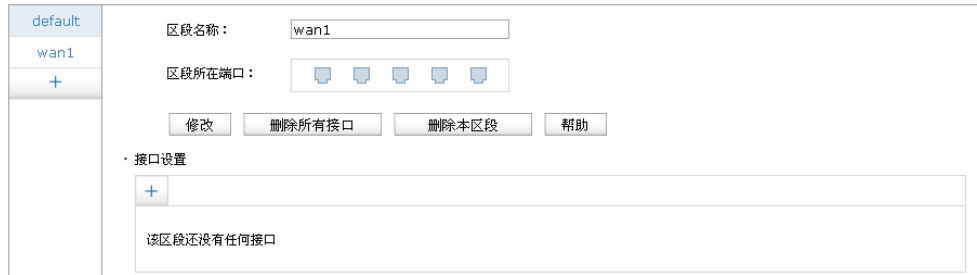 default
wan1
+
区段名称：
wan1
区段所在端口：
修改
删除所有接口
删除本区段
帮助
· 接口设置
+
该区段还没有任何接口